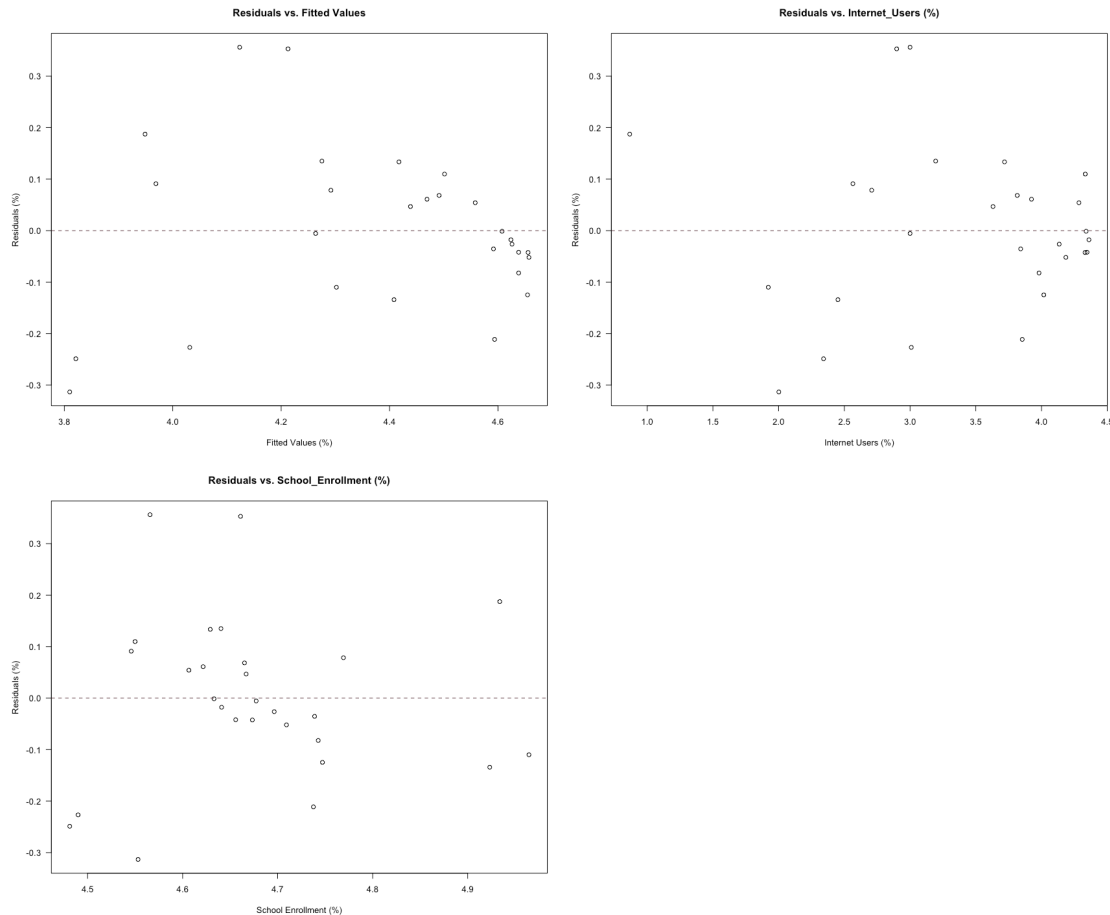 Residuals vs. Fitted Values
Residuals (%)
0.3
0.2
0.1
0.0
-0.1
-0.2
-0.3
3.8 4.0 4.2 4.4 4.6
Fitted Values (%)
Residuals vs. Internet_Users (%)
Residuals (%)
0.3
0.2
0.1
0.0
-0.1
-0.2
-0.3
1.0 1.5 2.0 2.5 3.0 3.5 4.0 4.5
Internet Users (%)
Residuals vs. School_Enrollment (%)
Residuals (%)
0.3
0.2
0.1
0.0
-0.1
-0.2
-0.3
4.5 4.6 4.7 4.8 4.9
School Enrollment (%)